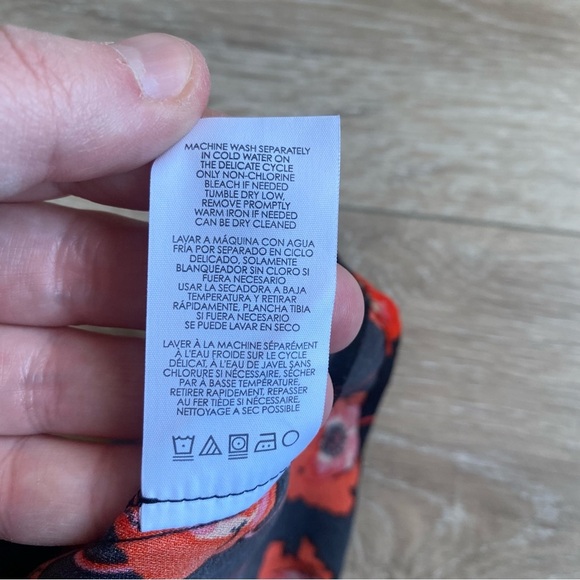 MACHINE WASH SEPARATELY
IN COLD WATER ON
THE DELICATE CYCLE
ONLY NON-CHLORINE
BLEACH IF NEEDED
TUMBLE DRY LOW,
REMOVE PROMPTLY
WARM IRON IF NEEDED
CAN BE DRY CLEANED
LAVAR A MÁQUINA CON AGUA
FRÍA POR SEPARADO EN CICLO
DELICADO, SOLAMENTE
BLANQUEADOR SIN CLORO SI
FUERA NECESARIO
USAR LA SECADORA A BAJA
TEMPERATURA Y RETIRAR
RÁPIDAMENTE, PLANCHA TIBIA
SI FUERA NECESARIO
SE PUEDE LAVAR EN SECO
LAVER À LA MACHINE SÉPARÉMENT
À L'EAU FROIDE SUR LE CYCLE
DÉLICAT, À L'EAU DE JAVEL SANS
CHLORURE SI NÉCESSAIRE, SÉCHER
PAR À BASSE TEMPÉRATURE,
RETIRER RAPIDEMENT, REPASSER
AU FER TIÈDE SI NÉCESSAIRE
NETTOYAGE A SEC POSSIBLE